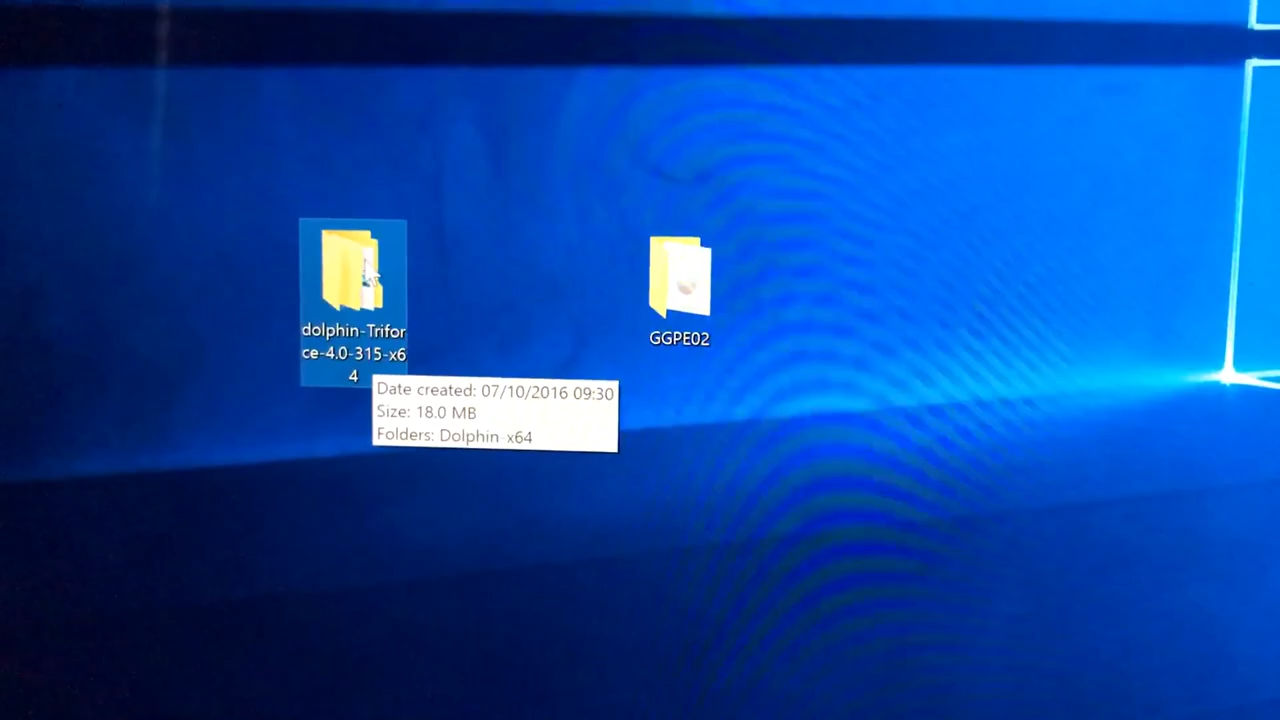 dolphin-Trifor
ce-4.0-315-x6
4
GGPE02
Date created: 07/10/2016 09:30
Size: 18.0 MB
Folders: Dolphin-x64